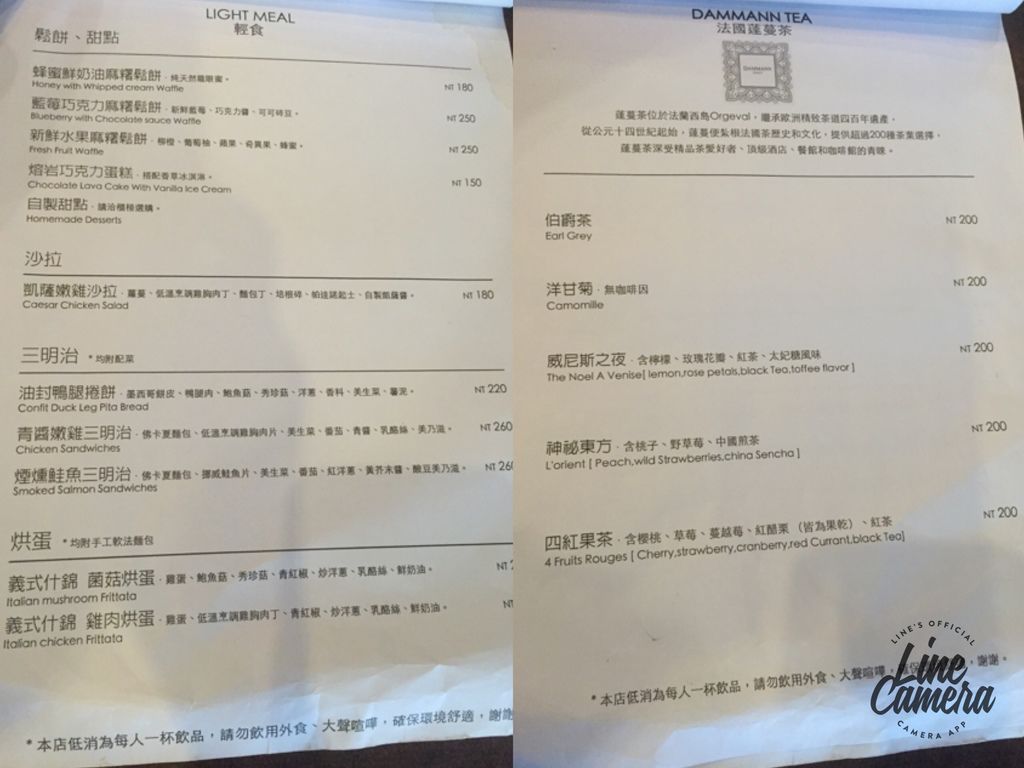 LIGHT MEAL
輕食
鬆餅、甜點
蜂蜜鮮奶油麻糬鬆餅．純天然龍眼蜜。
Honey with Whipped cream Waffle
NT 180
藍莓巧克力麻糬鬆餅．新鮮藍莓、巧克力醬、可可碎豆。
Blueberry with Chocolate sauce Waffle
NT 250
新鮮水果麻糬鬆餅．柳橙、葡萄柚、蘋果、奇異果、蜂蜜。
Fresh Fruit Waffle
NT 250
熔岩巧克力蛋糕．搭配香草冰淇淋。
Chocolate Lava Cake With Vanilla Ice Cream
NT 150
自製甜點．請洽櫃檯選購。
Homemade Desserts
沙拉
凱薩嫩雞沙拉．蘿蔓、低溫烹調雞胸肉丁、麵包丁、培根碎、帕達諾起士、自製凱薩醬。
Caesar Chicken Salad
NT 180
三明治 *均附配菜
油封鴨腿捲餅．墨西哥餅皮、鴨腿肉、鮑魚菇、秀珍菇、洋蔥、香料、美生菜、薯泥。
Confit Duck Leg Pita Bread
NT 220
青醬嫩雞三明治．佛卡夏麵包、低溫烹調雞胸肉片、美生菜、番茄、青醬、乳酪絲、美乃滋。
Chicken Sandwiches
NT 260
煙燻鮭魚三明治．佛卡夏麵包、挪威鮭魚片、美生菜、番茄、紅洋蔥、黃芥末醬、酸豆美乃滋。
Smoked Salmon Sandwiches
NT 260
烘蛋 *均附手工軟法麵包
義式什錦 菌菇烘蛋．雞蛋、鮑魚菇、秀珍菇、青紅椒、炒洋蔥、乳酪絲、鮮奶油。
Italian mushroom Frittata
NT
義式什錦 雞肉烘蛋．雞蛋、低溫烹調雞胸肉丁、青紅椒、炒洋蔥、乳酪絲、鮮奶油。
Italian chicken Frittata
NT
*本店低消為每人一杯飲品，請勿飲用外食、大聲喧嘩，確保環境舒適，謝謝
DAMMANN TEA
法國蓮蔓茶
DAMMANN
蓮蔓茶位於法蘭西島Orgeval，繼承歐洲精致茶道四百年遺產，
從公元十四世紀起始，蓮蔓便紮根法國茶歷史和文化，提供超過200種茶葉選擇，
蓮蔓茶深受精品茶愛好者、頂級酒店、餐館和咖啡館的青睞。
伯爵茶
Earl Grey
NT 200
洋甘菊．無咖啡因
Camomille
NT 200
威尼斯之夜．含檸檬、玫瑰花瓣、紅茶、太妃糖風味
The Noel A Venise[ lemon,rose petals,black Tea,toffee flavor ]
NT 200
神祕東方．含桃子、野草莓、中國煎茶
L'orient [ Peach,wild Strawberries,china Sencha ]
NT 200
四紅果茶．含櫻桃、草莓、蔓越莓、紅醋栗（皆為果乾）、紅茶
4 Fruits Rouges [ Cherry,strawberry,cranberry,red Currant,black Tea]
NT 200
*本店低消為每人一杯飲品，請勿飲用外食、大聲喧嘩，確保
，謝謝。
LINE'S OFFICIAL
Line
Camera
CAMERA APP